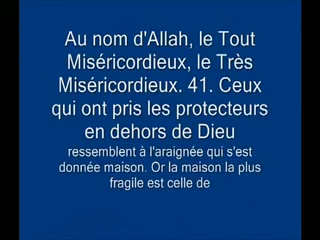 Au nom d'Allah, le Tout
Miséricordieux, le Très
Miséricordieux. 41. Ceux
qui ont pris les protecteurs
en dehors de Dieu
ressemblent à l'araignée qui s'est
donnée maison. Or la maison la plus
fragile est celle de